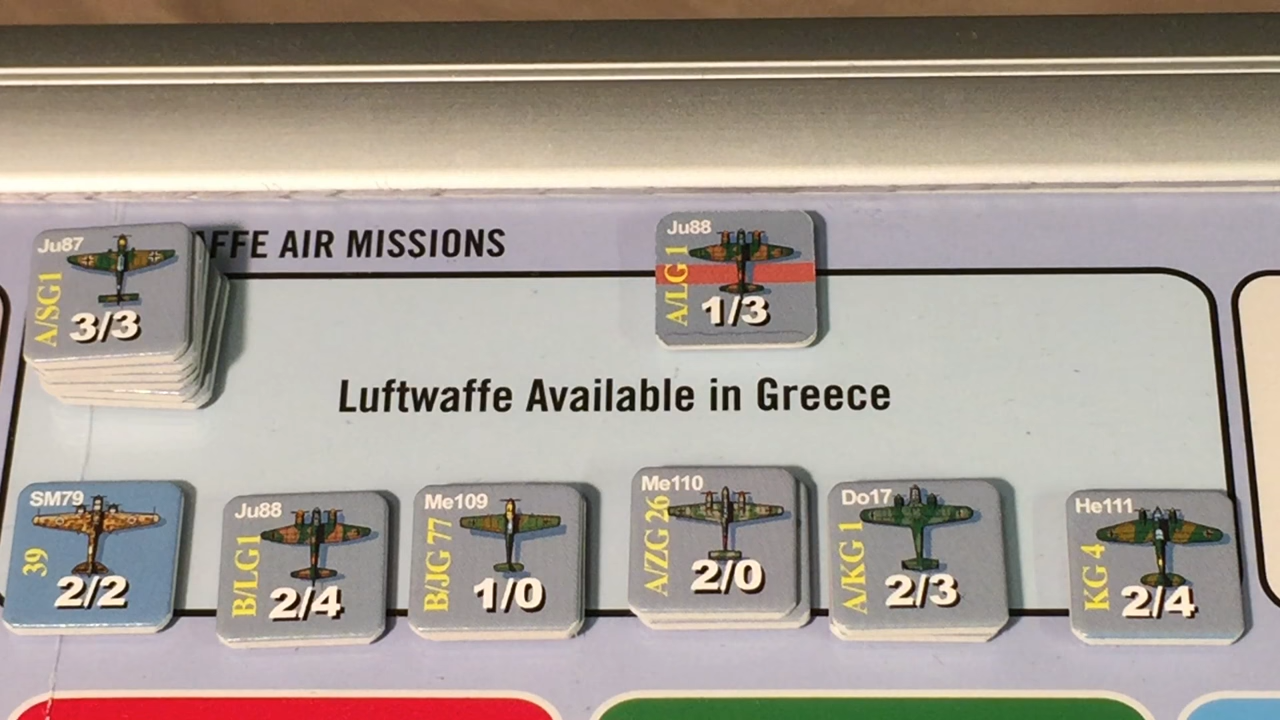 AFFE AIR MISSIONS
Ju87
A/SG1
3/3
Ju88
A/LG 1
1/3
Luftwaffe Available in Greece
SM79
39
2/2
Ju88
B/LG1
2/4
Me109
B/JG 77
1/0
Me110
A/ZG 26
2/0
Do17
A/KG 1
2/3
He111
KG 4
2/4